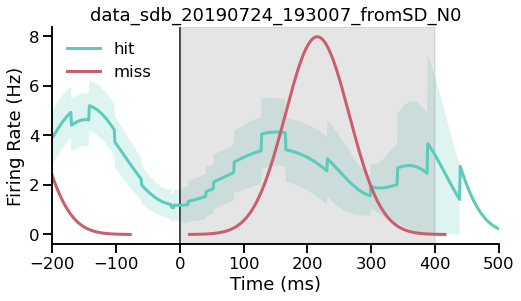 data_sdb_20190724_193007_fromSD_N0
hit
miss
Firing Rate (Hz)
8
6
4
2
0
−200 −100 0 100 200 300 400 500
Time (ms)